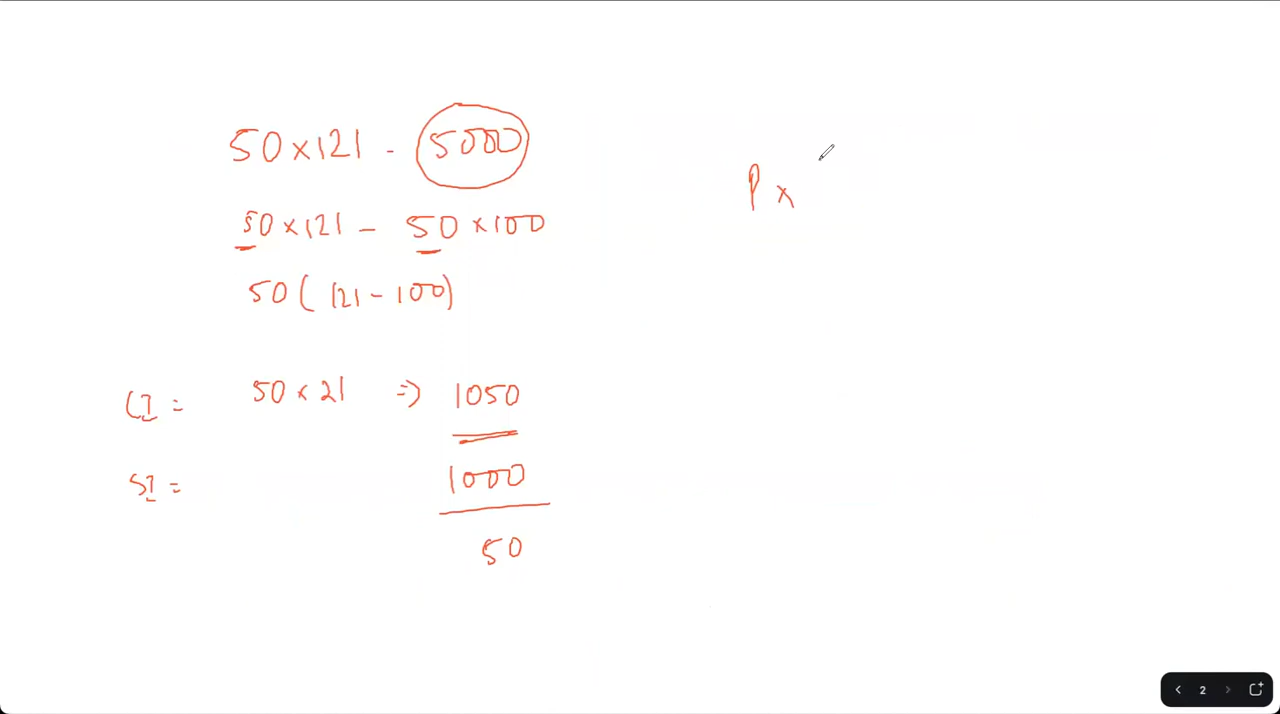 50 × 121 - 5000
50 × 121 - 50 × 100
50 ( 121 - 100)
CI = 50 × 21 => 1050
SI = 1000
50
P ×
2